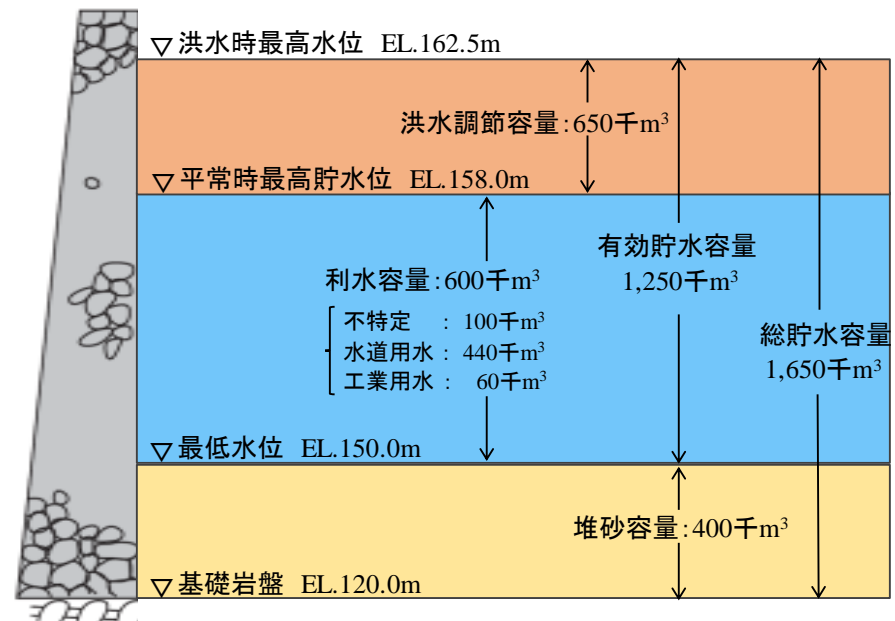 ▽洪水時最高水位 EL.162.5m
洪水調節容量:650千m³
▽平常時最高貯水位 EL.158.0m
有効貯水容量
1,250千m³
利水容量:600千m³
不特定 : 100千m³
水道用水 : 440千m³
工業用水 : 60千m³
総貯水容量
1,650千m³
▽最低水位 EL.150.0m
堆砂容量:400千m³
▽基礎岩盤 EL.120.0m